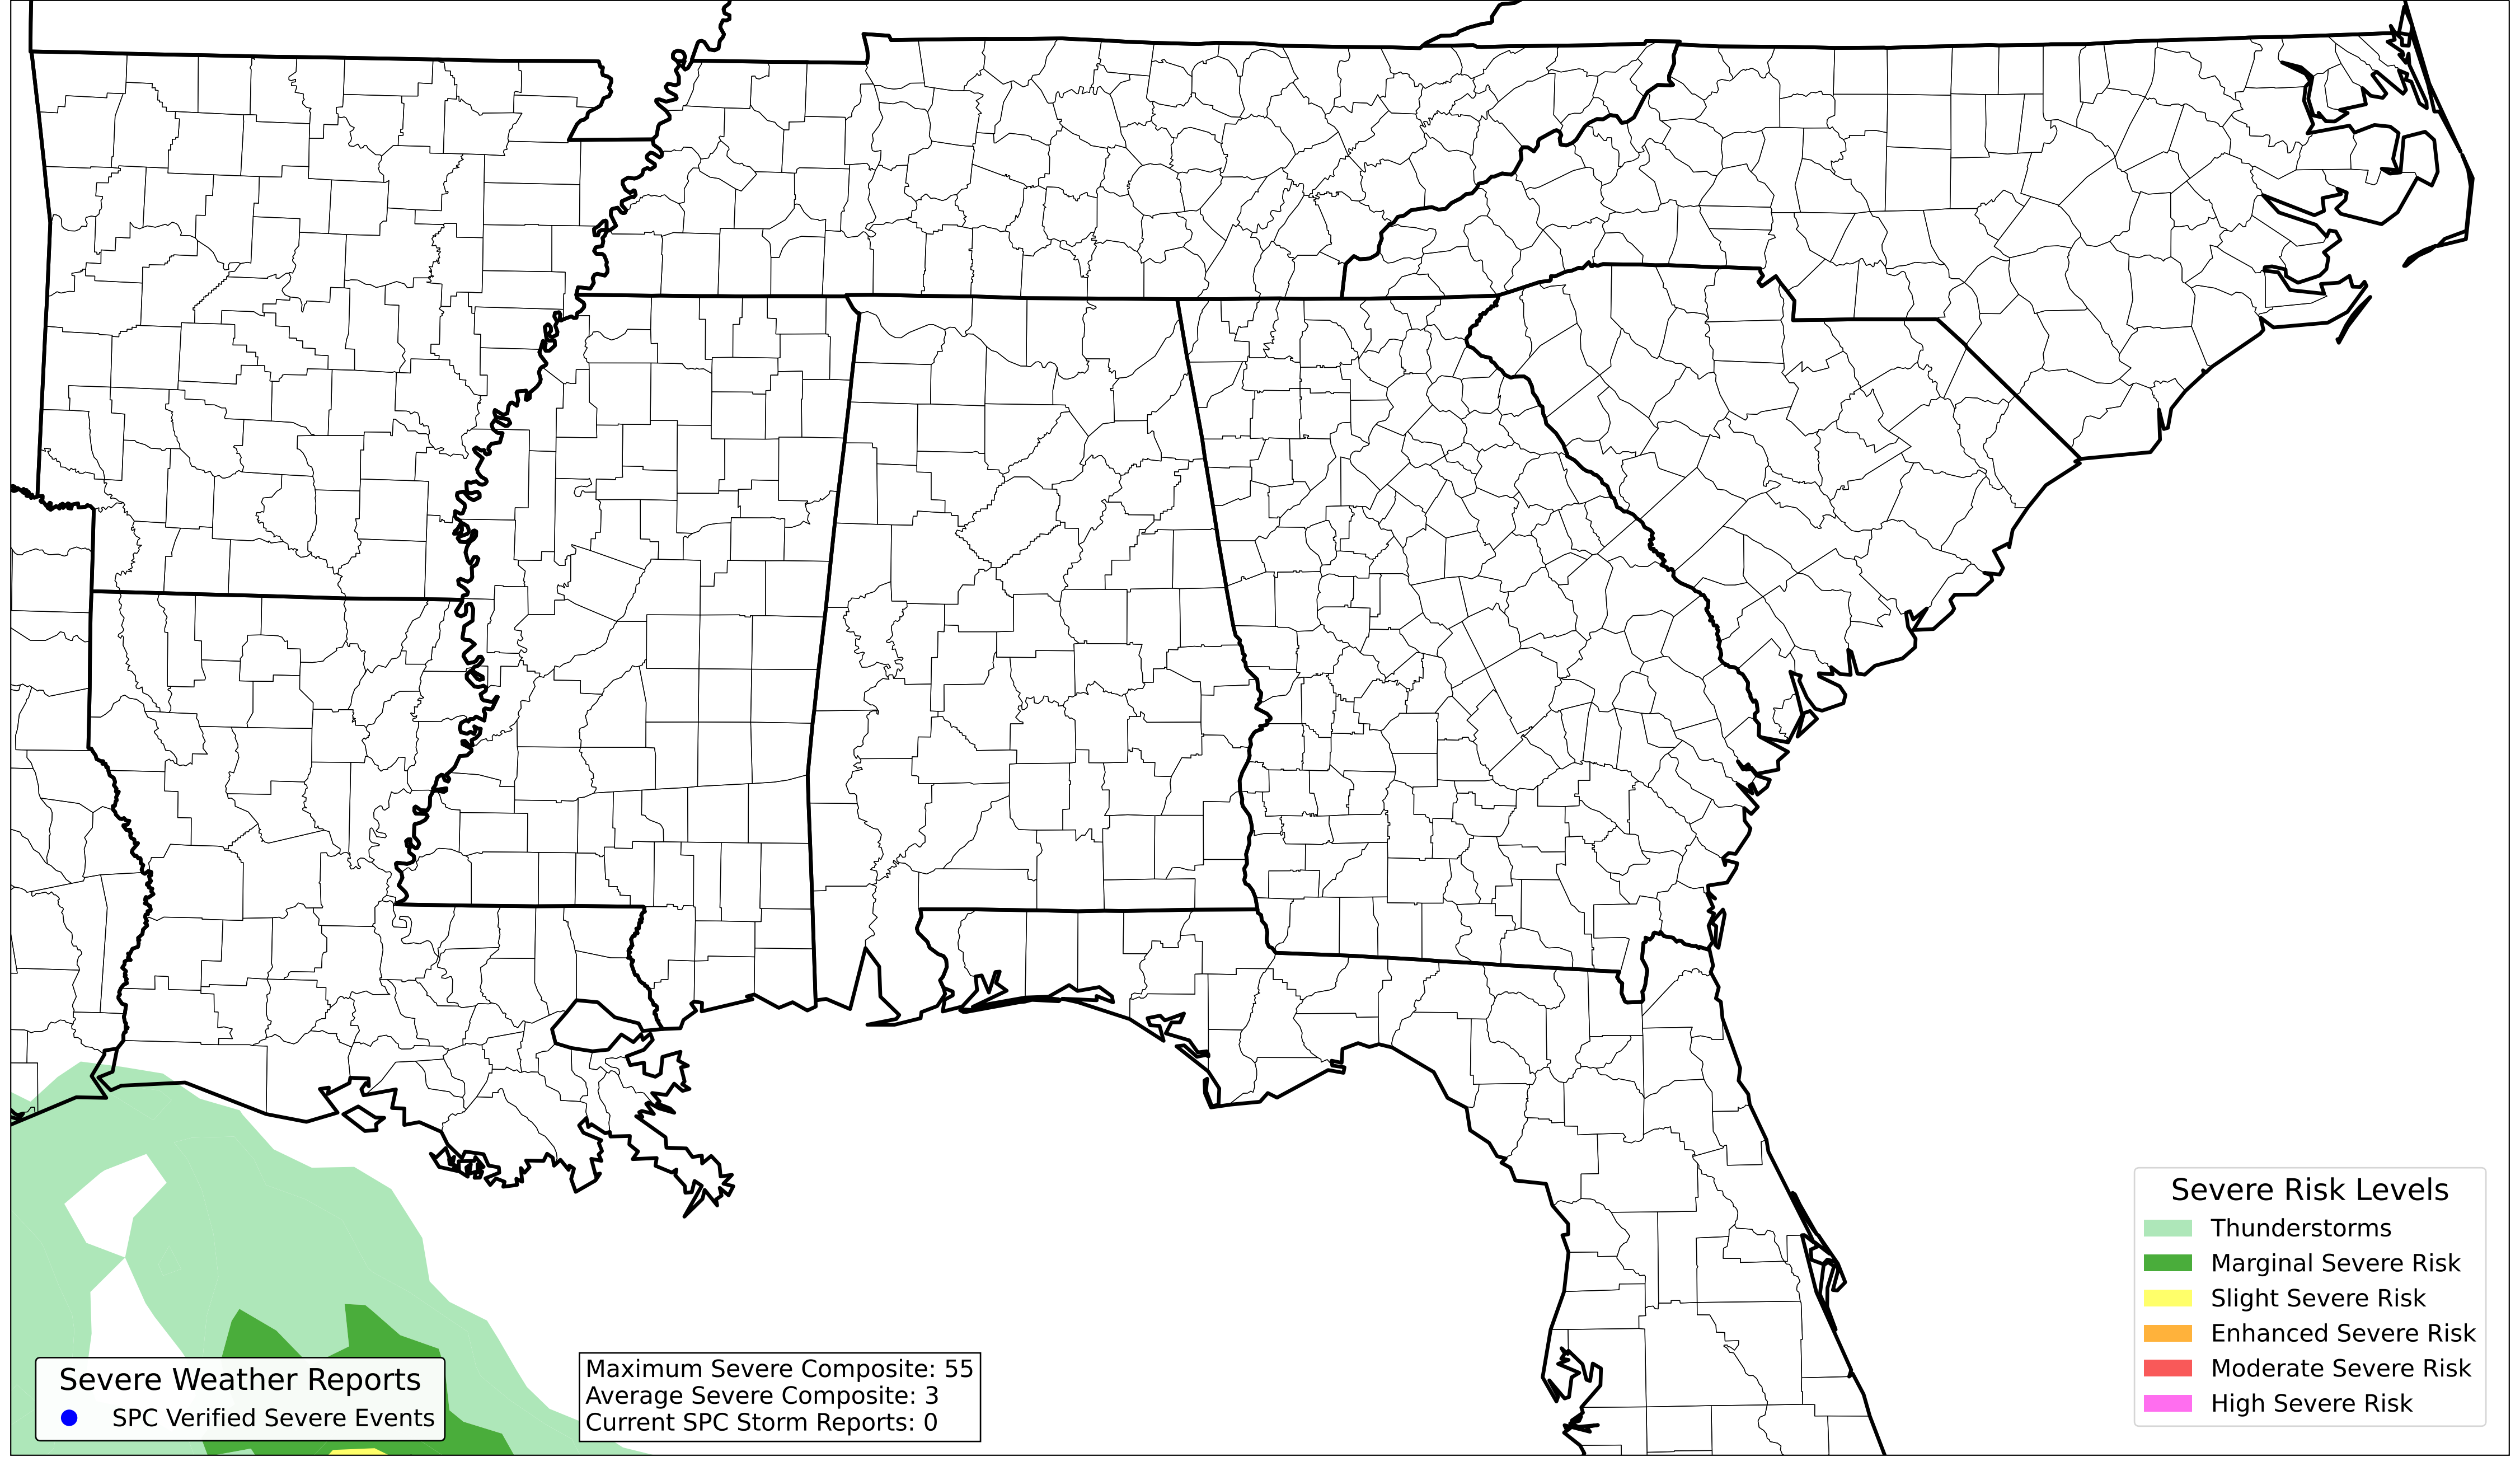 Severe Risk Levels
Thunderstorms
Marginal Severe Risk
Slight Severe Risk
Enhanced Severe Risk
Moderate Severe Risk
High Severe Risk
Severe Weather Reports
SPC Verified Severe Events
Maximum Severe Composite: 55
Average Severe Composite: 3
Current SPC Storm Reports: 0